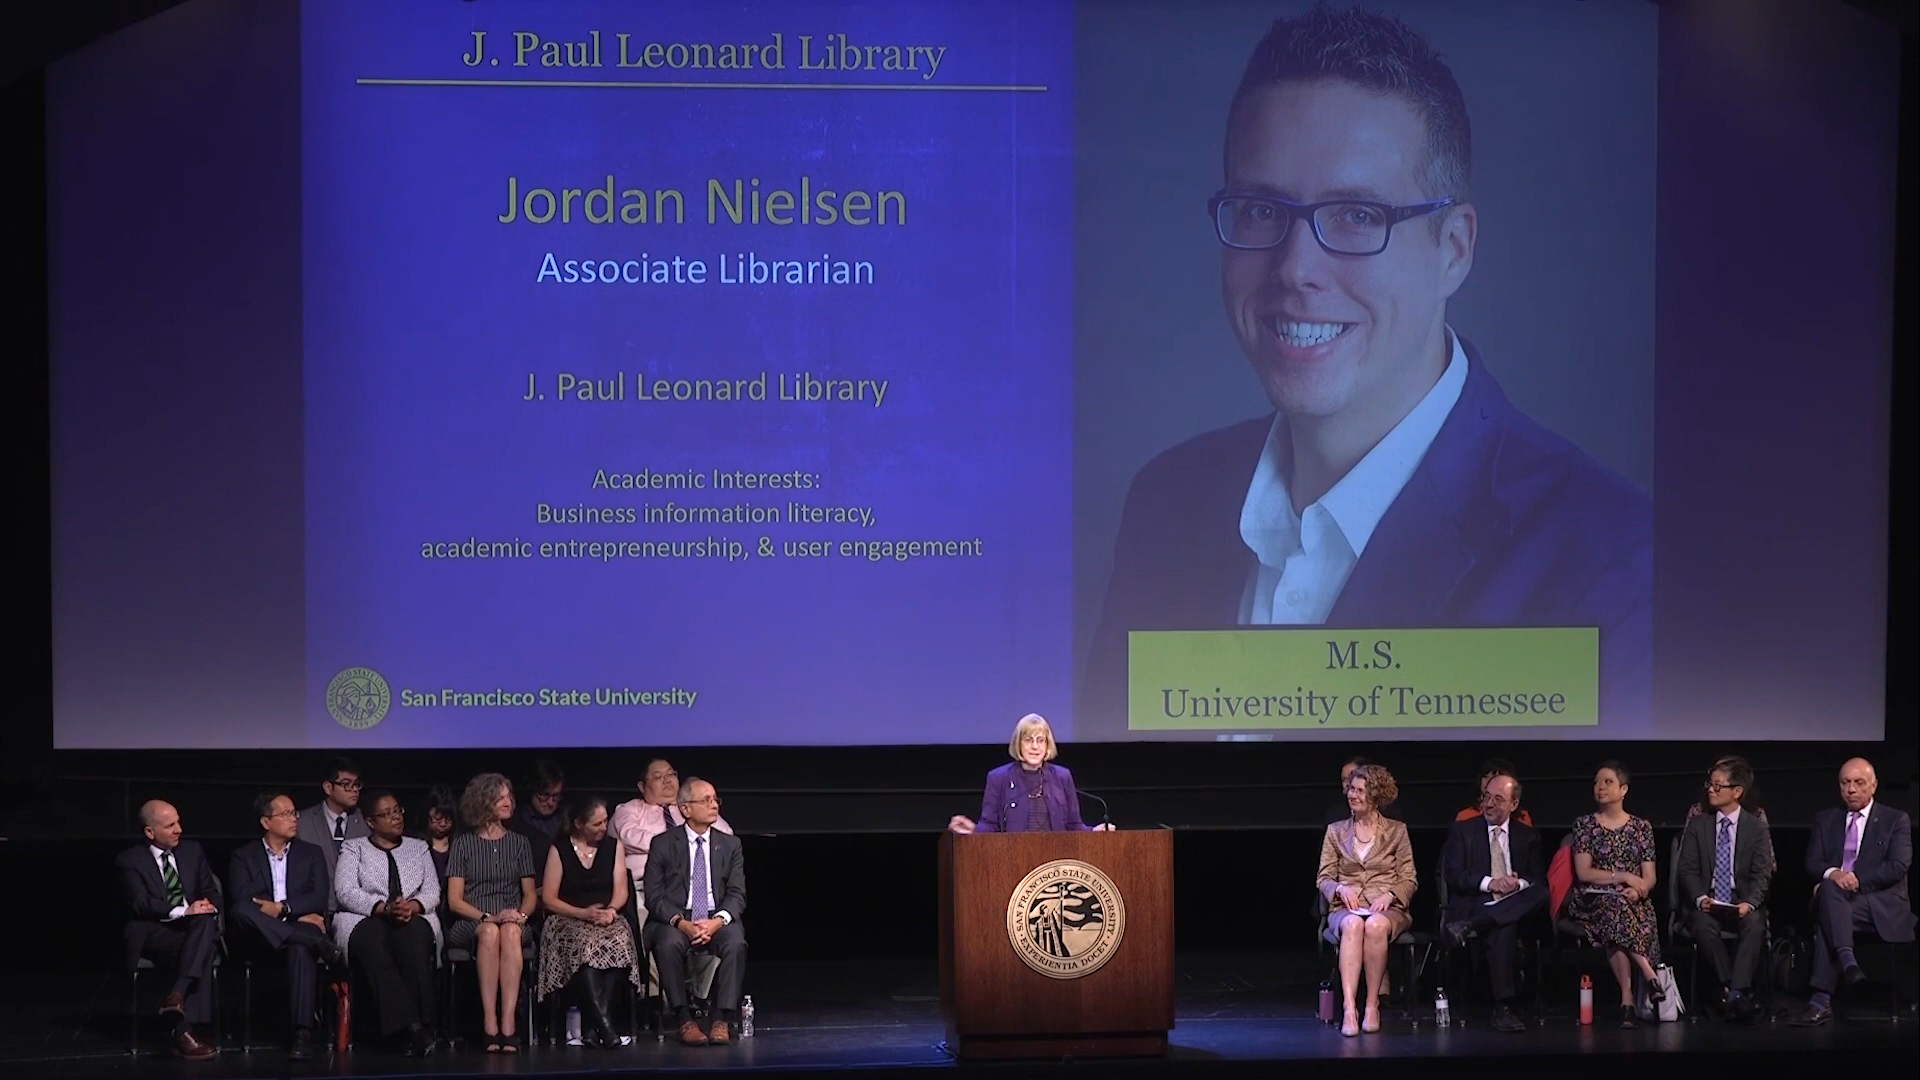 J. Paul Leonard Library
Jordan Nielsen
Associate Librarian
J. Paul Leonard Library
Academic Interests:
Business information literacy,
academic entrepreneurship, & user engagement
San Francisco State University
M.S.
University of Tennessee
SAN FRANCISCO STATE UNIVERSITY
EXPERIENTIA DOCET